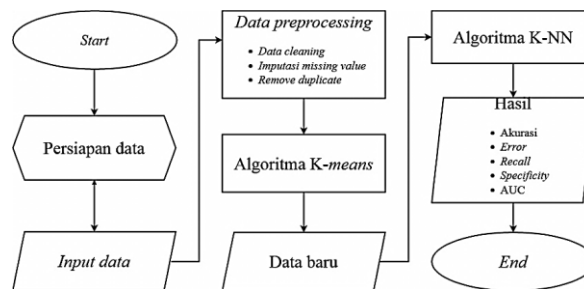 Start
Persiapan data
Input data
Data preprocessing
• Data cleaning
• Imputasi missing value
• Remove duplicate
Algoritma K-means
Data baru
Algoritma K-NN
Hasil
• Akurasi
• Error
• Recall
• Specificity
• AUC
End